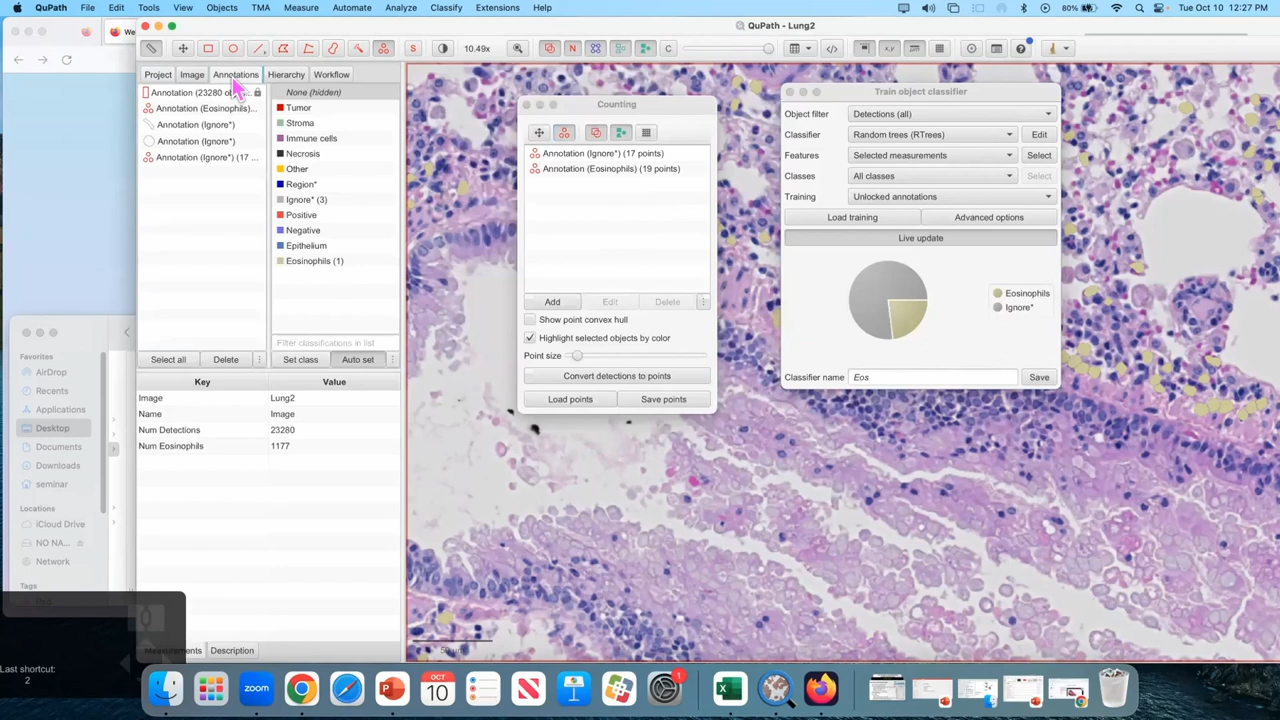 QuPath File Edit Tools View Objects TMA Measure Automate Analyze Classify Extensions Help 80% Tue Oct 10 12:27 PM
QuPath - Lung2
We
S 10.49x N C x,y
Project Image Annotations Hierarchy Workflow
Annotation (23280 o
Annotation (Eosinophils)...
Annotation (Ignore*)
Annotation (Ignore*)
Annotation (Ignore*) (17 ...
None (hidden)
Tumor
Stroma
Immune cells
Necrosis
Other
Region*
Ignore* (3)
Positive
Negative
Epithelium
Eosinophils (1)
Filter classifications in list
Select all Delete Set class Auto set
Key Value
Image Lung2
Name Image
Num Detections 23280
Num Eosinophils 1177
Measurements Description
Counting
Annotation (Ignore*) (17 points)
Annotation (Eosinophils) (19 points)
Add Edit Delete
Show point convex hull
Highlight selected objects by color
Point size
Convert detections to points
Load points Save points
Train object classifier
Object filter Detections (all)
Classifier Random trees (RTrees) Edit
Features Selected measurements Select
Classes All classes Select
Training Unlocked annotations
Load training Advanced options
Live update
Eosinophils
Ignore*
Classifier name Eos Save
Favorites
AirDrop
Recents
Applications
Desktop
Documents
Downloads
seminar
Locations
iCloud Drive
NO NA...
Network
Tags
Last shortcut:
2
zoom
OCT
10
1